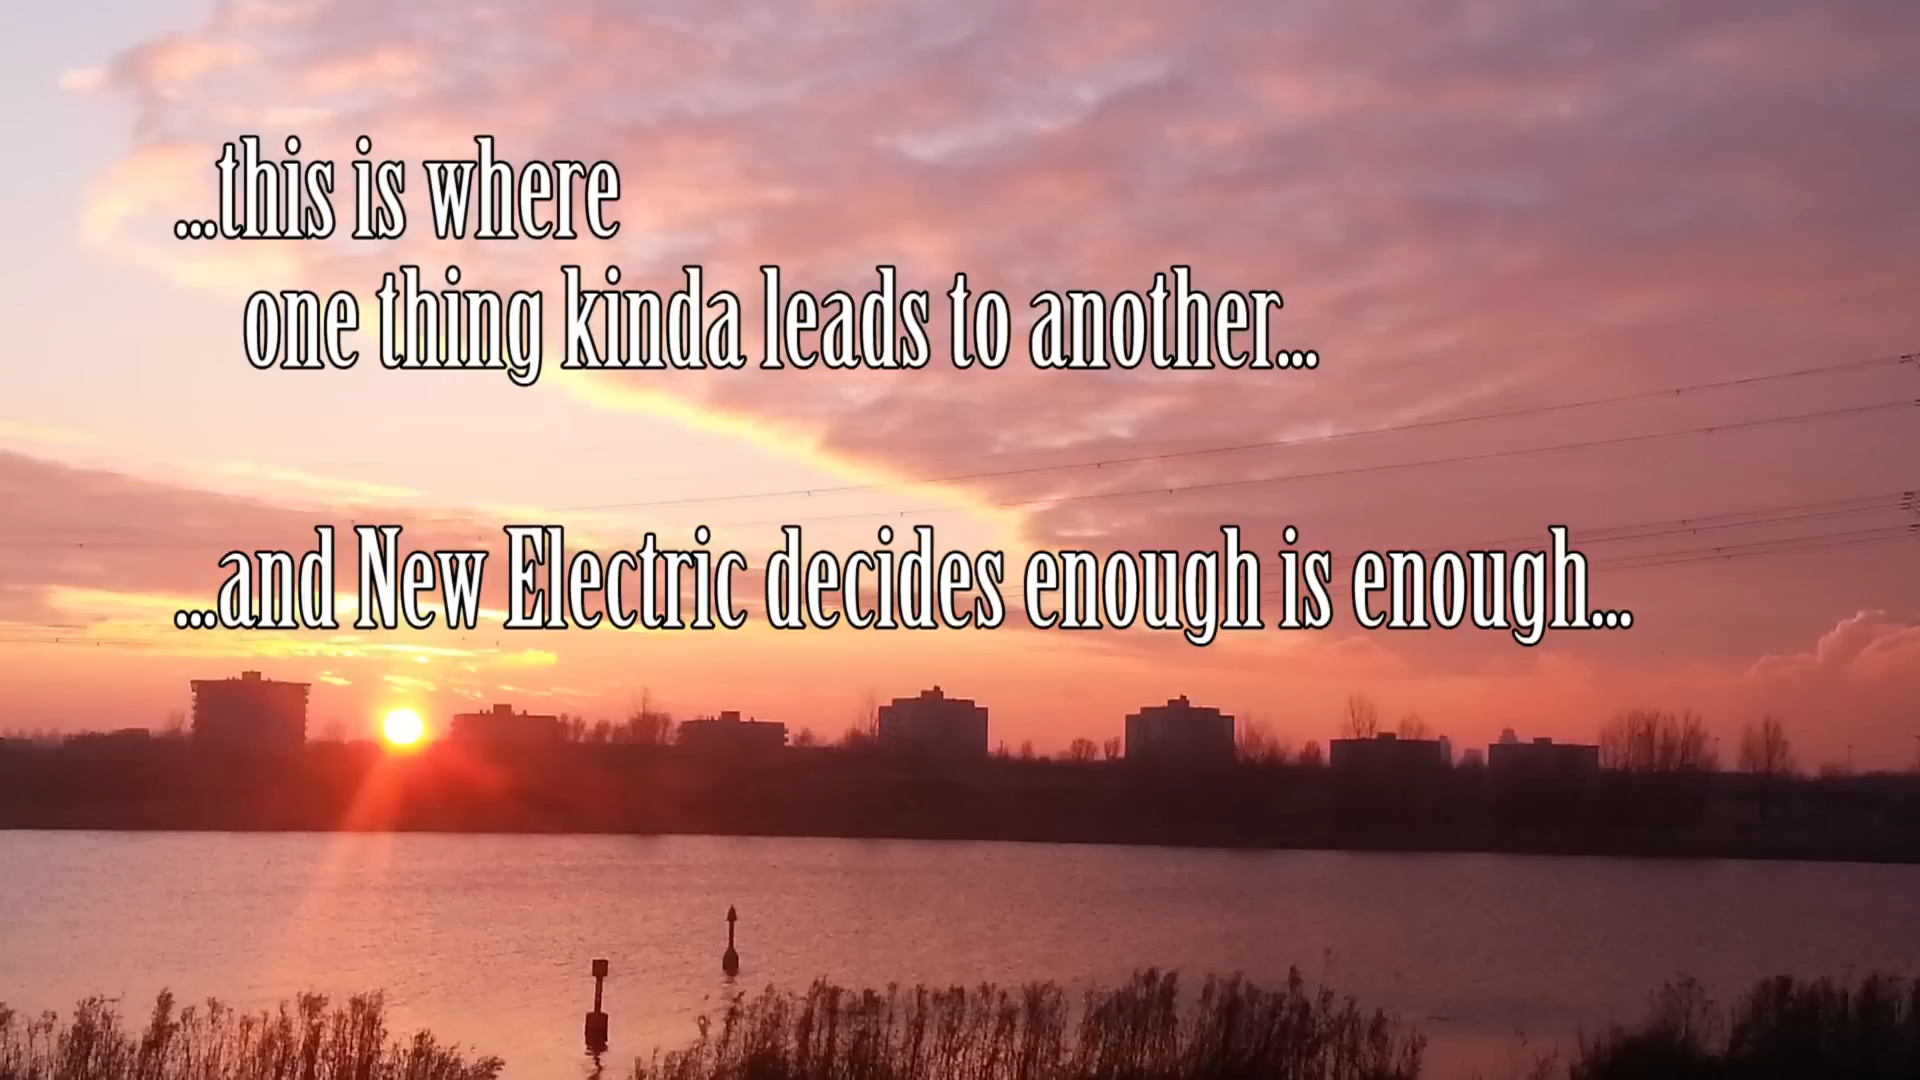 ...this is where
one thing kinda leads to another...
...and New Electric decides enough is enough...